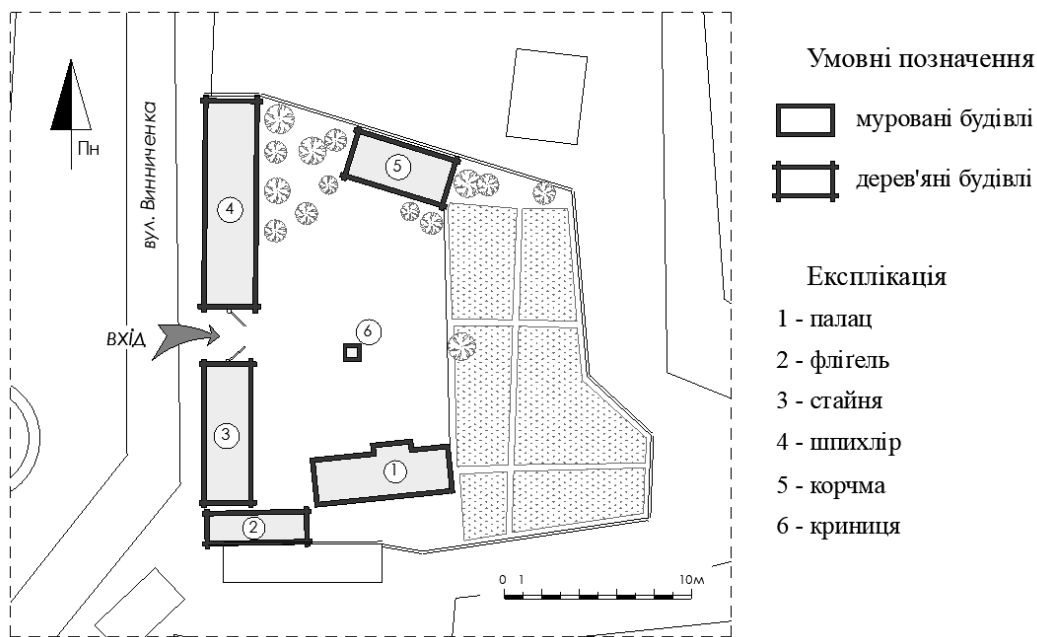 Умовні позначення
муровані будівлі
дерев'яні будівлі
Експлікація
1 - палац
2 - флігель
3 - стайня
4 - шпихлір
5 - корчма
6 - криниця
Пн
вул. Винниченка
ВХІД
5
4
6
3
1
2
0 1 10м